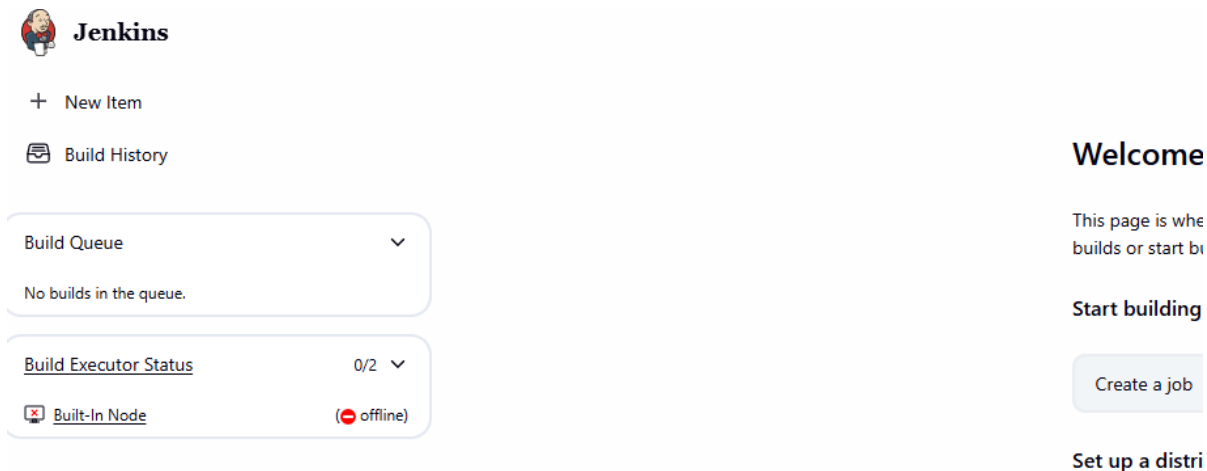 Jenkins
New Item
Build History
Build Queue
No builds in the queue.
Build Executor Status 0/2
Built-In Node (offline)
Welcome
This page is whe
builds or start bu
Start building
Create a job
Set up a distri